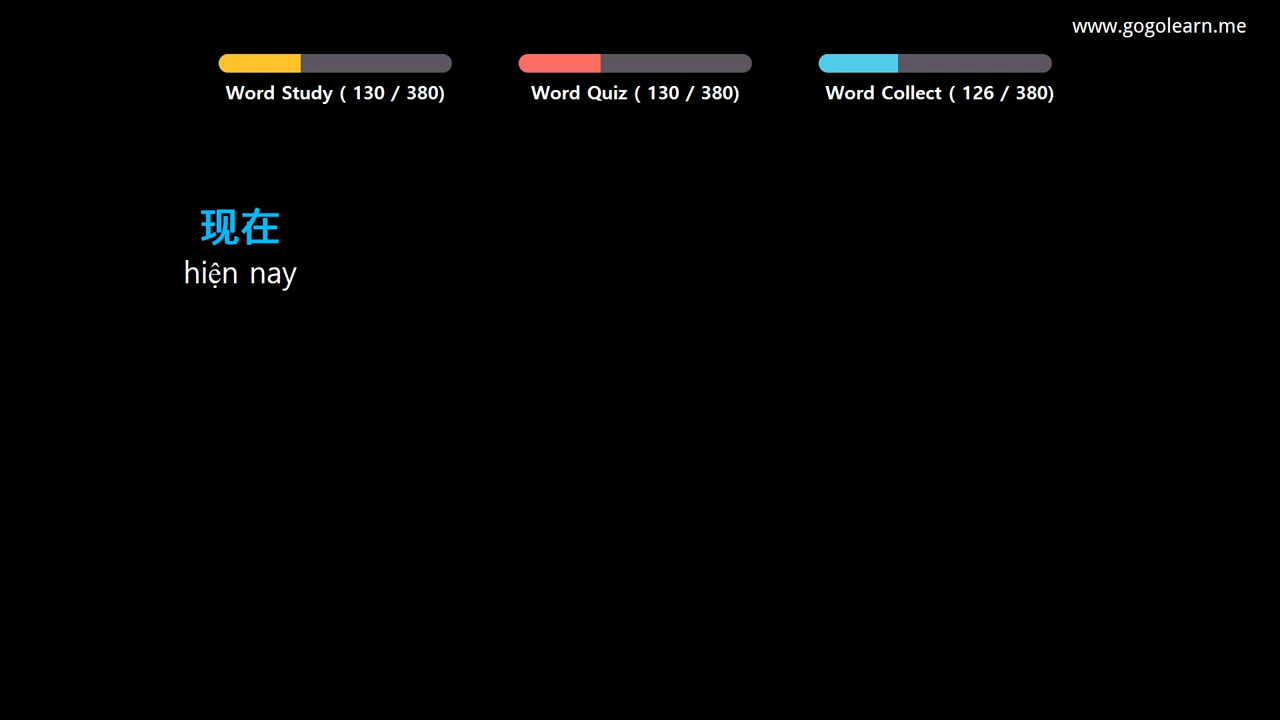 www.gogolearn.me
Word Study ( 130 / 380)
Word Quiz ( 130 / 380)
Word Collect ( 126 / 380)
现在
hiện nay